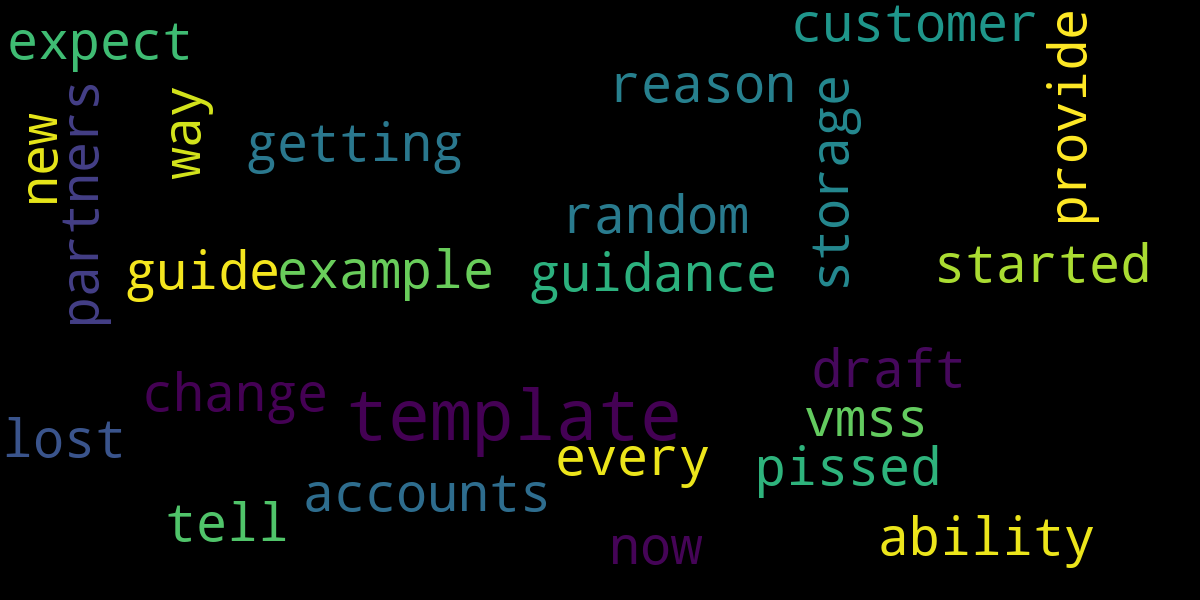 expect
customer
provide
reason
storage
partners
way
new
getting
random
guide
example
guidance
started
draft
change
template
vmss
lost
every
pissed
accounts
tell
ability
now